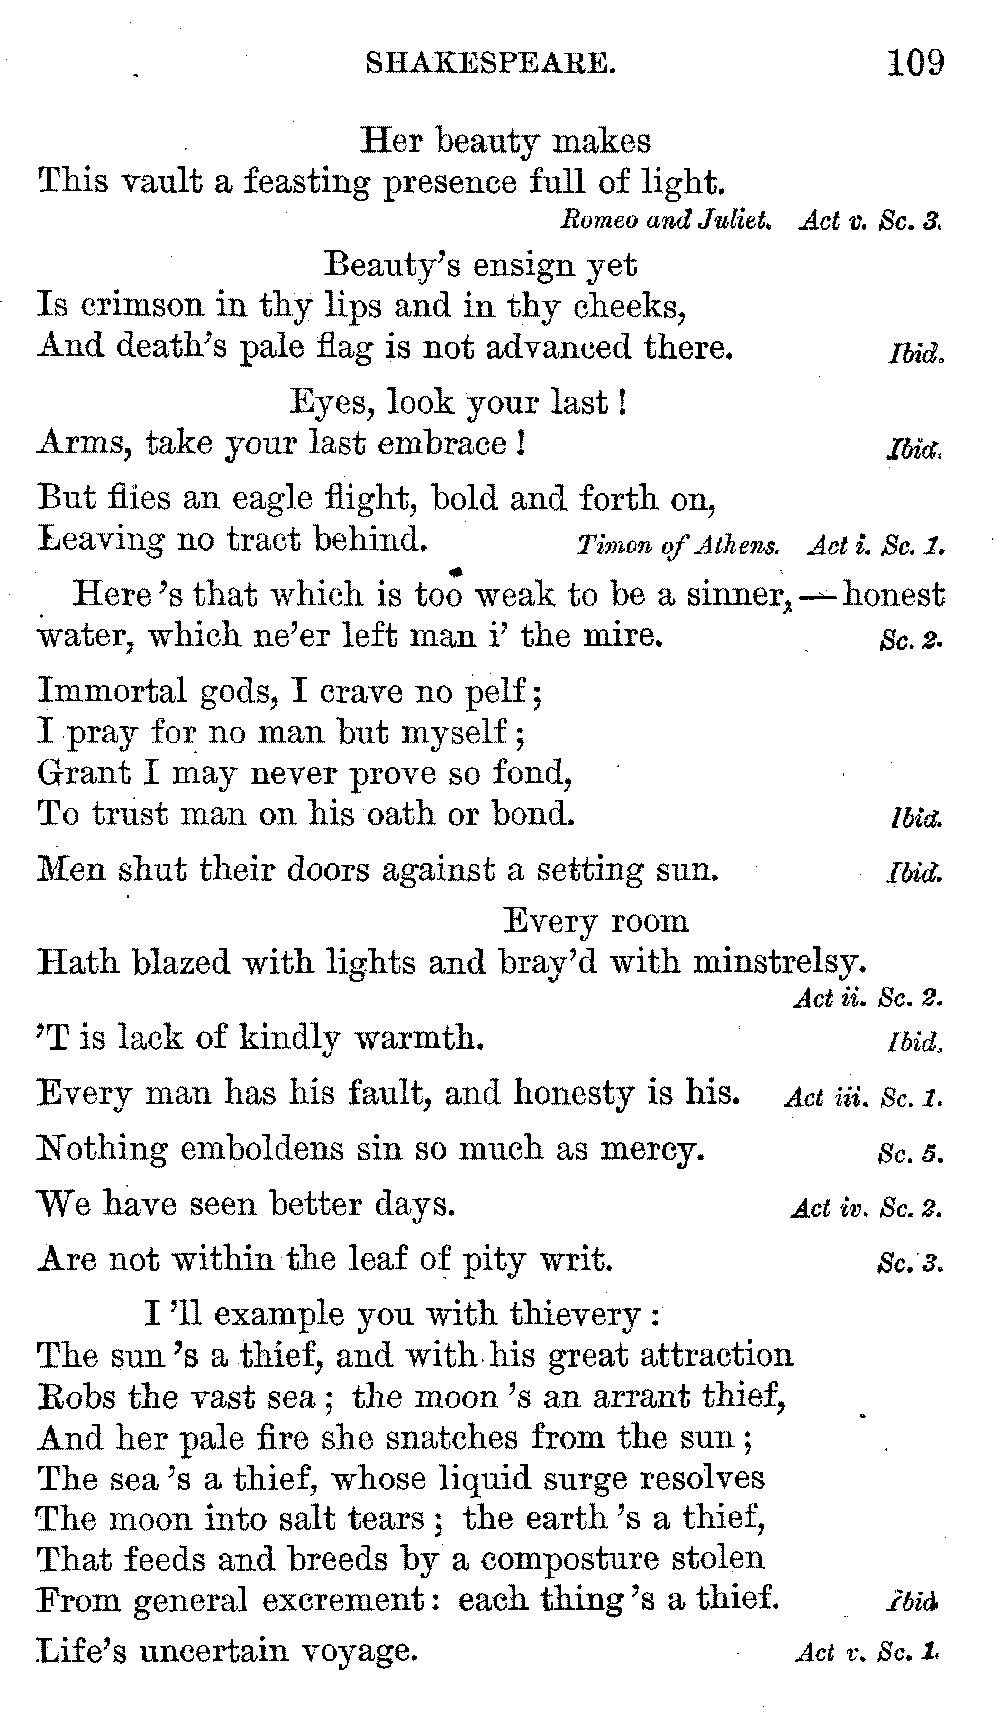 SHAKESPEARE. 109
Her beauty makes
This vault a feasting presence full of light.
Romeo and Juliet. Act v. Sc. 3.
Beauty's ensign yet
Is crimson in thy lips and in thy cheeks,
And death's pale flag is not advanced there. Ibid.
Eyes, look your last !
Arms, take your last embrace ! Ibid.
But flies an eagle flight, bold and forth on,
Leaving no tract behind. Timon of Athens. Act i. Sc. 1.
Here 's that which is too weak to be a sinner, — honest
water, which ne'er left man i' the mire. Sc. 2.
Immortal gods, I crave no pelf ;
I pray for no man but myself ;
Grant I may never prove so fond,
To trust man on his oath or bond. Ibid.
Men shut their doors against a setting sun. Ibid.
Every room
Hath blazed with lights and bray'd with minstrelsy.
Act ii. Sc. 2.
'T is lack of kindly warmth. Ibid.
Every man has his fault, and honesty is his. Act iii. Sc. 1.
Nothing emboldens sin so much as mercy. Sc. 5.
We have seen better days. Act iv. Sc. 2.
Are not within the leaf of pity writ. Sc. 3.
I 'll example you with thievery :
The sun 's a thief, and with his great attraction
Robs the vast sea ; the moon 's an arrant thief,
And her pale fire she snatches from the sun ;
The sea 's a thief, whose liquid surge resolves
The moon into salt tears ; the earth 's a thief,
That feeds and breeds by a composture stolen
From general excrement : each thing 's a thief. Ibid
Life's uncertain voyage. Act v. Sc. 1.